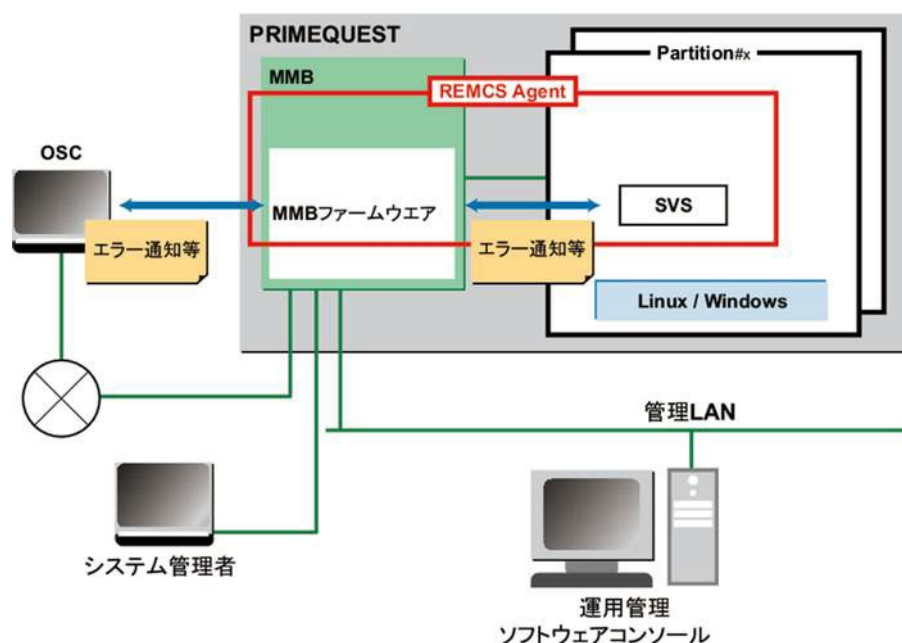 PRIMEQUEST
Partition#x
MMB
REMCS Agent
OSC
MMBファームウエア
SVS
エラー通知等
エラー通知等
Linux / Windows
管理LAN
システム管理者
運用管理
ソフトウェアコンソール